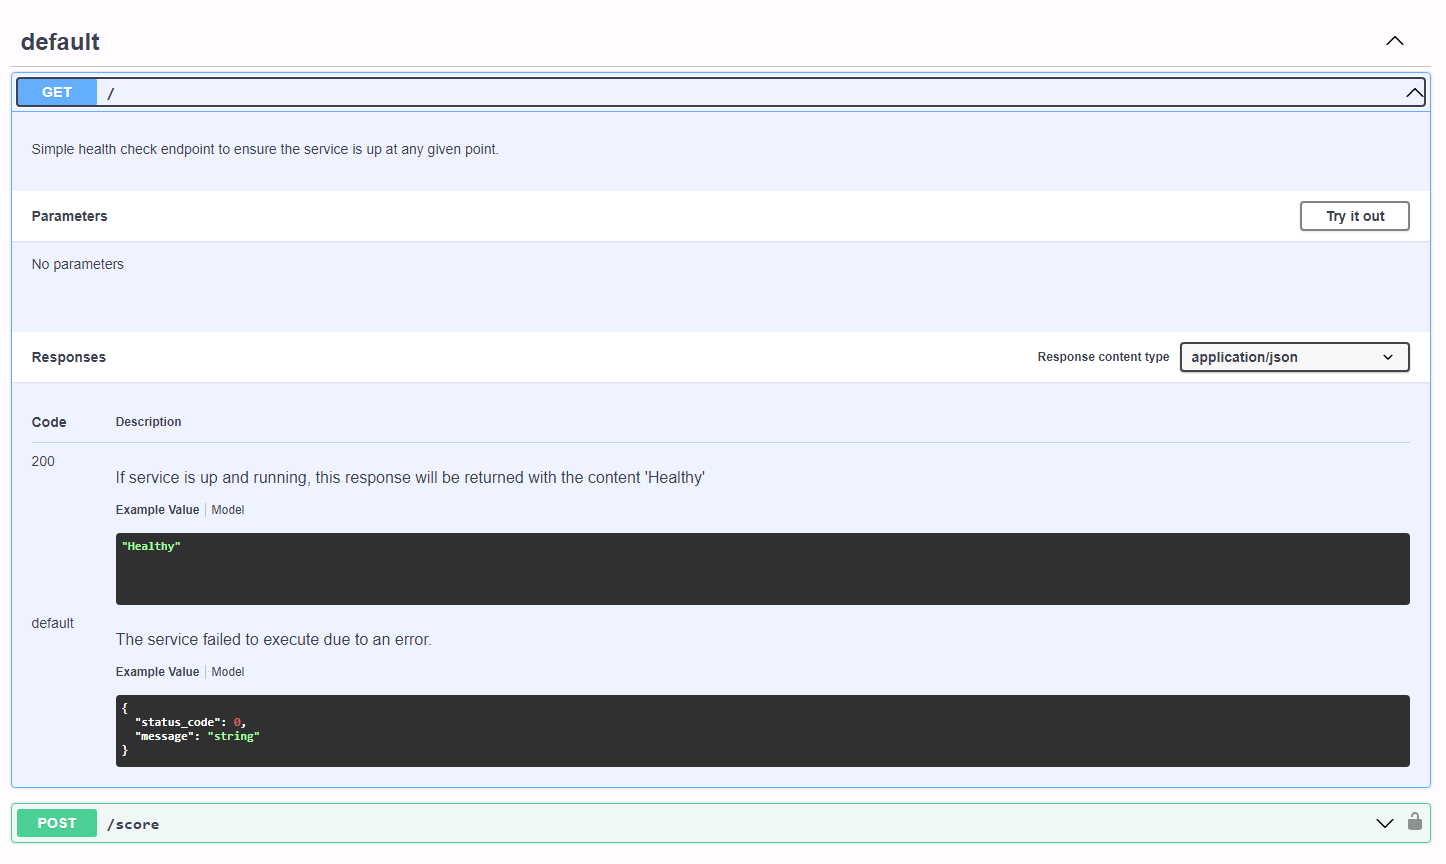 default
GET /
Simple health check endpoint to ensure the service is up at any given point.
Parameters
Try it out
No parameters
Responses
Response content type application/json
Code Description
200
If service is up and running, this response will be returned with the content 'Healthy'
Example Value Model
"Healthy"
default
The service failed to execute due to an error.
Example Value Model
{
"status_code": 0,
"message": "string"
}
POST /score